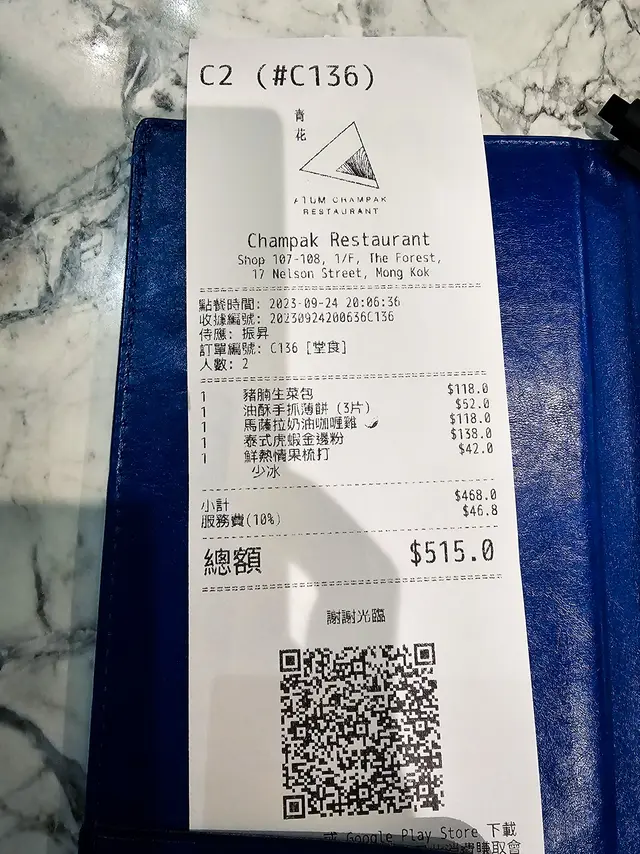 C2 (#C136)
青
花
ATUM CHAMPAK
RESTAURANT
Champak Restaurant
Shop 107-108, 1/F, The Forest,
17 Nelson Street, Mong Kok
點餐時間: 2023-09-24 20:06:36
收據編號: 20230924200636C136
侍應: 振昇
訂單編號: C136 [堂食]
人數: 2
1 豬腩生菜包 $118.0
1 油酥手抓薄餅 (3片) $52.0
1 馬薩拉奶油咖喱雞 $118.0
1 泰式虎蝦金邊粉 $138.0
1 鮮熱情果梳打 $42.0
少冰
小計 $468.0
服務費(10%) $46.8
總額 $515.0
謝謝光臨
或 Google Play Store 下載
消費賺取會